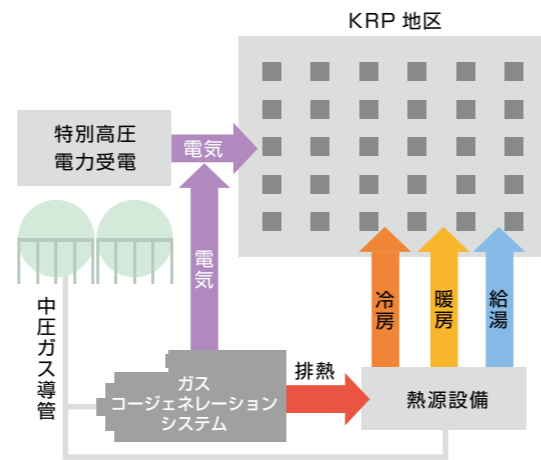 KRP 地区
特別高圧
電力受電
電気
電気
中圧ガス導管
冷房
暖房
給湯
ガス
コージェネレーション
システム
排熱
熱源設備